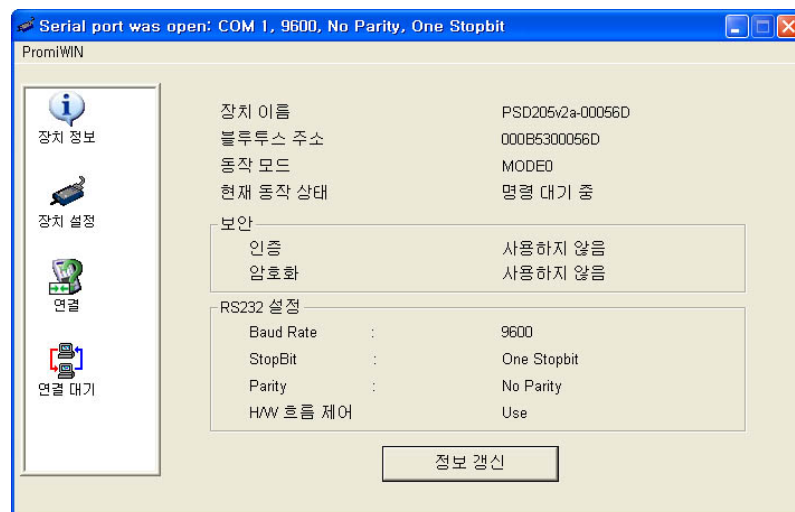 Serial port was open: COM 1, 9600, No Parity, One Stopbit
PromiWIN
장치 정보
장치 설정
연결
연결 대기
장치 이름 PSD205v2a-00056D
블루투스 주소 000B5300056D
동작 모드 MODE0
현재 동작 상태 명령 대기 중
보안
인증 사용하지 않음
암호화 사용하지 않음
RS232 설정
Baud Rate : 9600
StopBit : One Stopbit
Parity : No Parity
H/W 흐름 제어 Use
정보 갱신